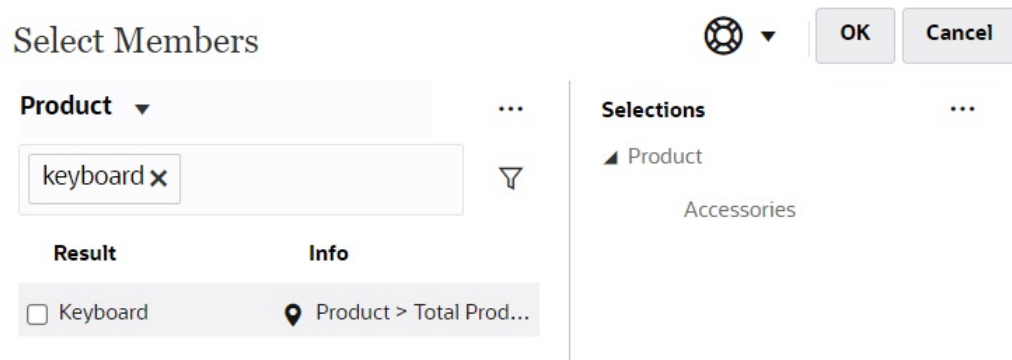 Select Members
OK
Cancel
Product
...
Selections
...
keyboard
Product
Accessories
Result
Info
Keyboard
Product > Total Prod...